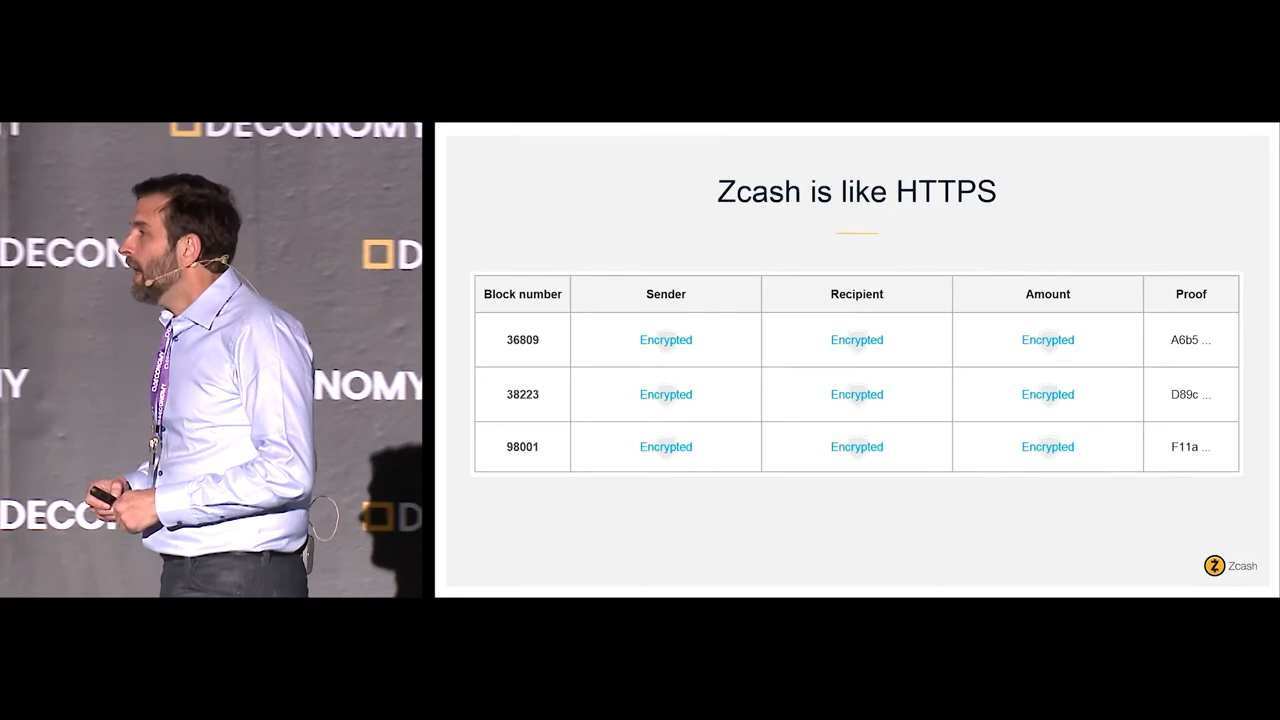 DECONOMY
DECON
D
Y
NOMY
DECO
D
DECONOMY
Zcash is like HTTPS
Block number Sender Recipient Amount Proof
36809 Encrypted Encrypted Encrypted A6b5 ...
38223 Encrypted Encrypted Encrypted D89c ...
98001 Encrypted Encrypted Encrypted F11a ...
Zcash